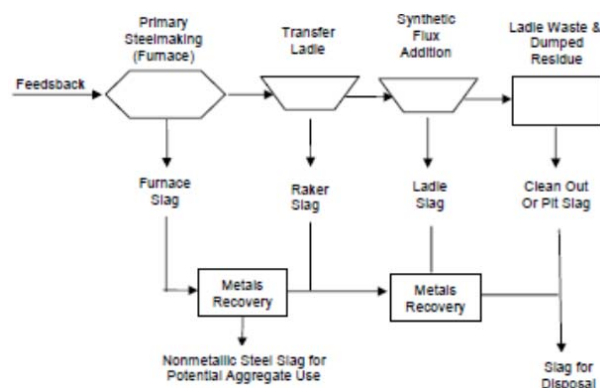 Primary
Steelmaking
(Furnace)
Transfer
Ladle
Synthetic
Flux
Addition
Ladle Waste &
Dumped
Residue
Feedsback
Furnace
Slag
Raker
Slag
Ladle
Slag
Clean Out
Or Pit Slag
Metals
Recovery
Metals
Recovery
Nonmetallic Steel Slag for
Potential Aggregate Use
Slag for
Disposal